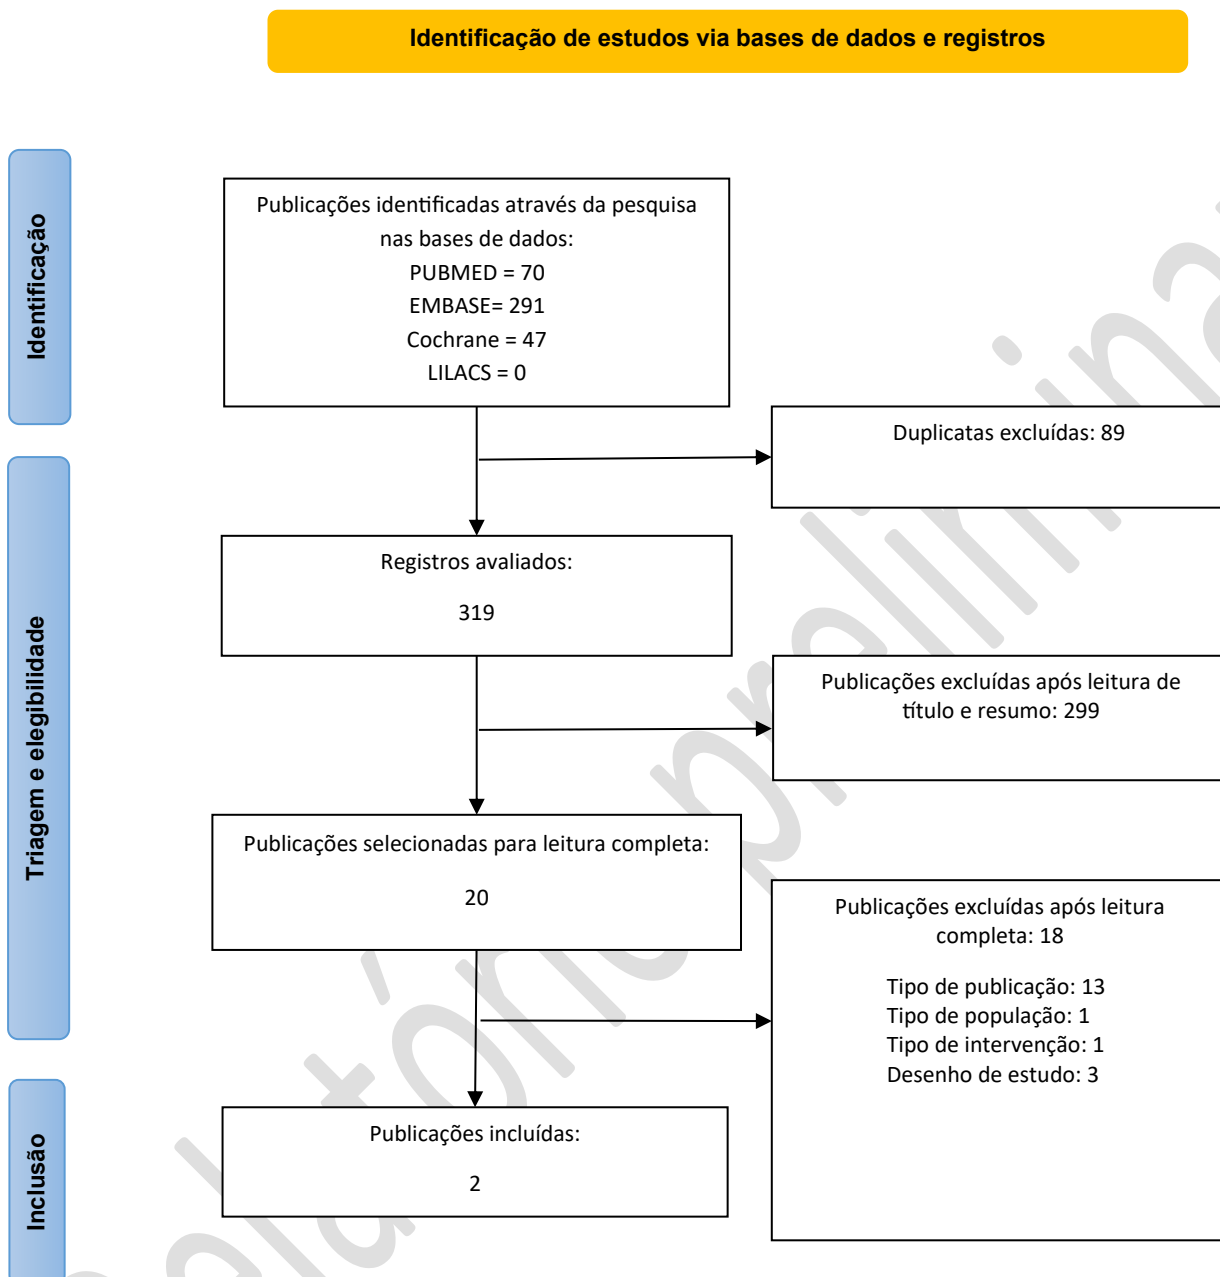 Identificação de estudos via bases de dados e registros
Identificação
Publicações identificadas através da pesquisa
nas bases de dados:
PUBMED = 70
EMBASE= 291
Cochrane = 47
LILACS = 0
Duplicatas excluídas: 89
Triagem e elegibilidade
Registros avaliados:
319
Publicações excluídas após leitura de
título e resumo: 299
Publicações selecionadas para leitura completa:
20
Publicações excluídas após leitura
completa: 18
Tipo de publicação: 13
Tipo de população: 1
Tipo de intervenção: 1
Desenho de estudo: 3
Inclusão
Publicações incluídas:
2